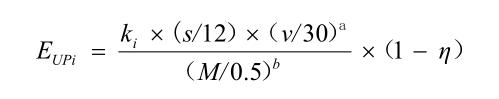 E_{UPi} = \frac{k_i × (s/12) × (v/30)^a}{(M/0.5)^b} × (1 − η)